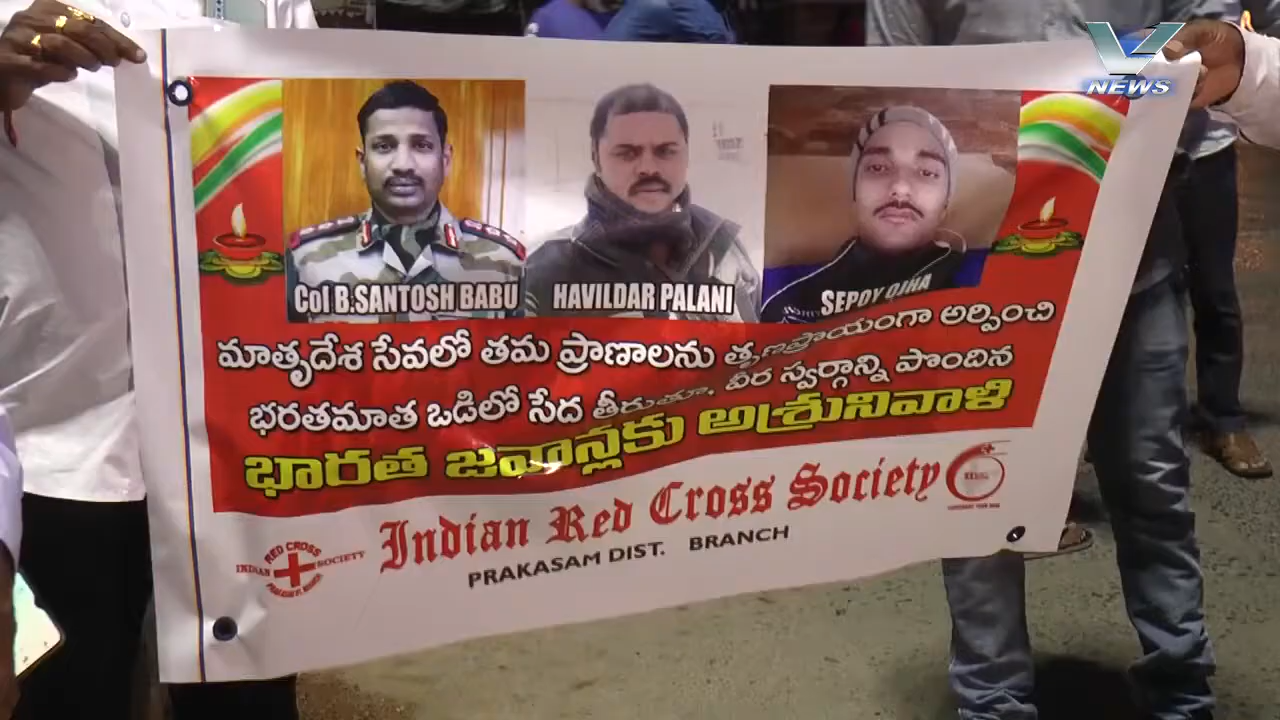 V NEWS
Col B.SANTOSH BABU
HAVILDAR PALANI
SEPOY OJHA
మాతృదేశ సేవలో తమ ప్రాణాలను తృణప్రాయంగా అర్పించి
భరతమాత ఒడిలో సేద తీరుతూ, వీర స్వర్గాన్ని పొందిన
భారత జవాన్లకు అశ్రునివాళి
Indian Red Cross Society
PRAKASAM DIST. BRANCH
RED CROSS
INDIAN SOCIETY